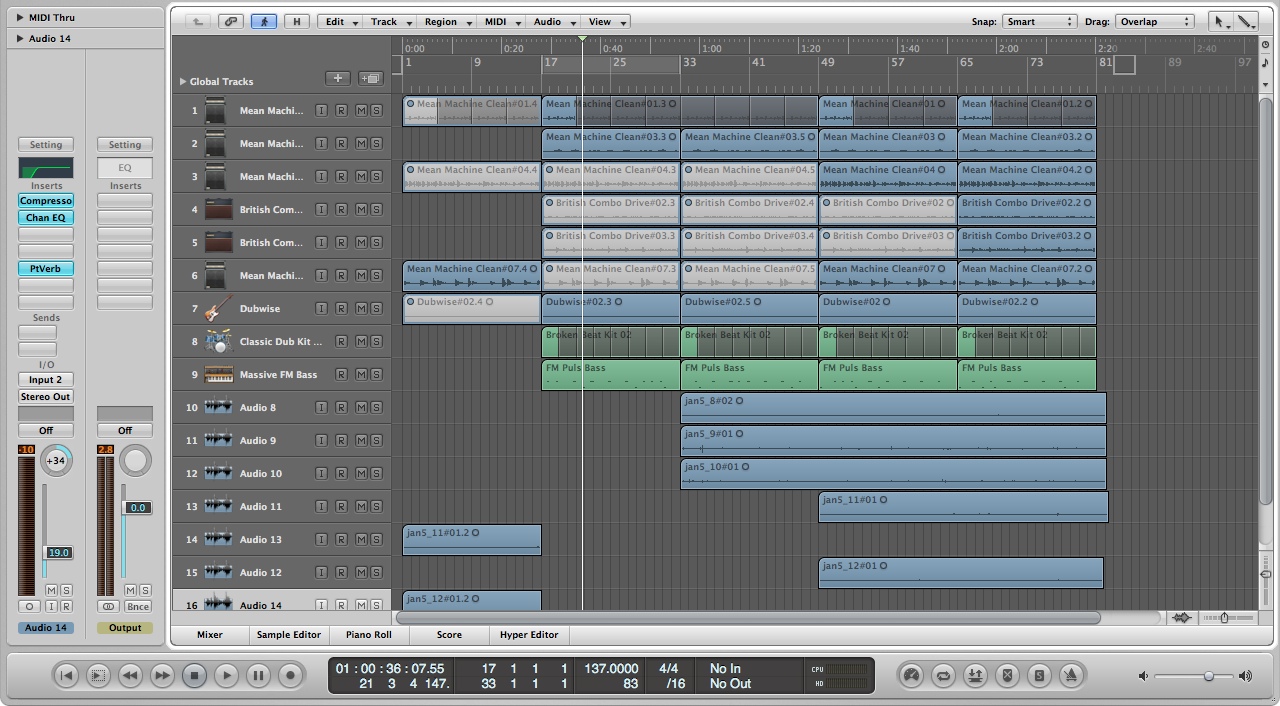 MIDI Thru
Audio 14
H Edit Track Region MIDI Audio View Snap: Smart Drag: Overlap
0:00 0:20 0:40 1:00 1:20 1:40 2:00 2:20 2:40
1 9 17 25 33 41 49 57 65 73 81 89 97
Global Tracks
Setting Setting
EQ
Inserts Inserts
Compresso
Chan EQ
PtVerb
Sends
I/O
Input 2
Stereo Out
Off Off
-10 +34 2.8
0.0
19.0
M S M S
I R Bnce
Audio 14 Output
1 Mean Machi... I R M S Mean Machine Clean#01.4 Mean Machine Clean#01.3 Mean Machine Clean#01 Mean Machine Clean#01.2
2 Mean Machi... I R M S Mean Machine Clean#03.3 Mean Machine Clean#03.5 Mean Machine Clean#03 Mean Machine Clean#03.2
3 Mean Machi... I R M S Mean Machine Clean#04.4 Mean Machine Clean#04.3 Mean Machine Clean#04.5 Mean Machine Clean#04 Mean Machine Clean#04.2
4 British Com... I R M S British Combo Drive#02.3 British Combo Drive#02.4 British Combo Drive#02 British Combo Drive#02.2
5 British Com... I R M S British Combo Drive#03.3 British Combo Drive#03.4 British Combo Drive#03 British Combo Drive#03.2
6 Mean Machi... I R M S Mean Machine Clean#07.4 Mean Machine Clean#07.3 Mean Machine Clean#07.5 Mean Machine Clean#07 Mean Machine Clean#07.2
7 Dubwise I R M S Dubwise#02.4 Dubwise#02.3 Dubwise#02.5 Dubwise#02 Dubwise#02.2
8 Classic Dub Kit ... R M S Broken Beat Kit 02 Broken Beat Kit 02 Broken Beat Kit 02 Broken Beat Kit 02
9 Massive FM Bass R M S FM Puls Bass FM Puls Bass FM Puls Bass FM Puls Bass
10 Audio 8 I R M S jan5_8#02
11 Audio 9 I R M S jan5_9#01
12 Audio 10 I R M S jan5_10#01
13 Audio 11 I R M S jan5_11#01
14 Audio 13 I R M S jan5_11#01.2
15 Audio 12 I R M S jan5_12#01
16 Audio 14 I R M S jan5_12#01.2
Mixer Sample Editor Piano Roll Score Hyper Editor
01 : 00 : 36 : 07.55 17 1 1 1 137.0000 4/4 No In CPU
21 3 4 147. 33 1 1 1 83 /16 No Out HD
S